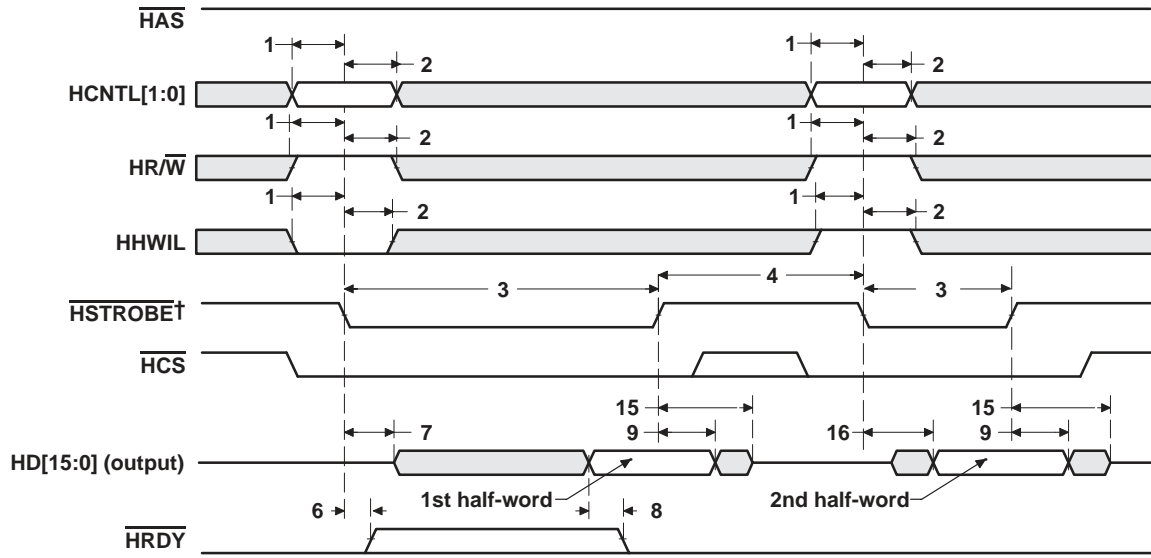 HAS
1
1
2
2
HCNTL[1:0]
1
1
2
2
HR/W
1
1
2
2
HHWIL
4
3
3
HSTROBE†
HCS
15
15
7
9
16
9
HD[15:0] (output)
1st half-word
2nd half-word
6
8
HRDY